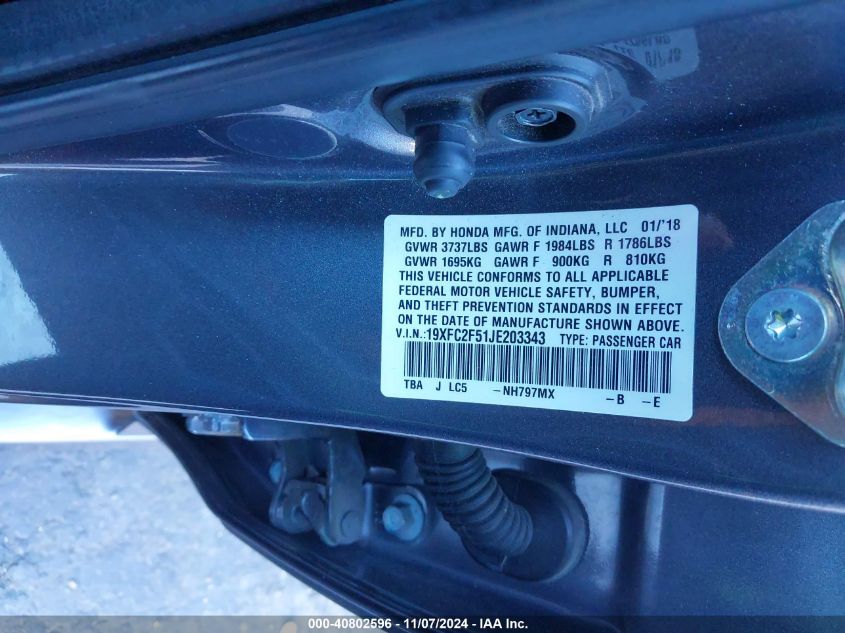 MFD. BY HONDA MFG. OF INDIANA, LLC 01/'18
GVWR 3737LBS GAWR F 1984LBS R 1786LBS
GVWR 1695KG GAWR F 900KG R 810KG
THIS VEHICLE CONFORMS TO ALL APPLICABLE
FEDERAL MOTOR VEHICLE SAFETY, BUMPER,
AND THEFT PREVENTION STANDARDS IN EFFECT
ON THE DATE OF MANUFACTURE SHOWN ABOVE.
V.I.N.:19XFC2F51JE203343 TYPE: PASSENGER CAR
TBA J LC5 -NH797MX -B -E
000-40802596 - 11/07/2024 - IAA Inc.